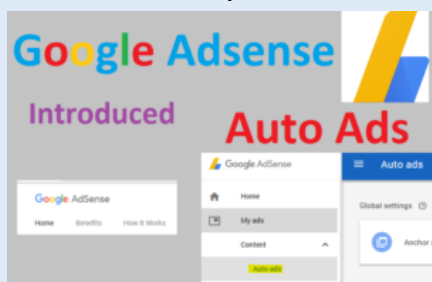 Google Adsense
Introduced
Auto Ads
Google AdSense
Home Benefits How It Works
Google AdSense
Home
My ads
Content
Auto ads
Auto ads
Global settings
Anchor